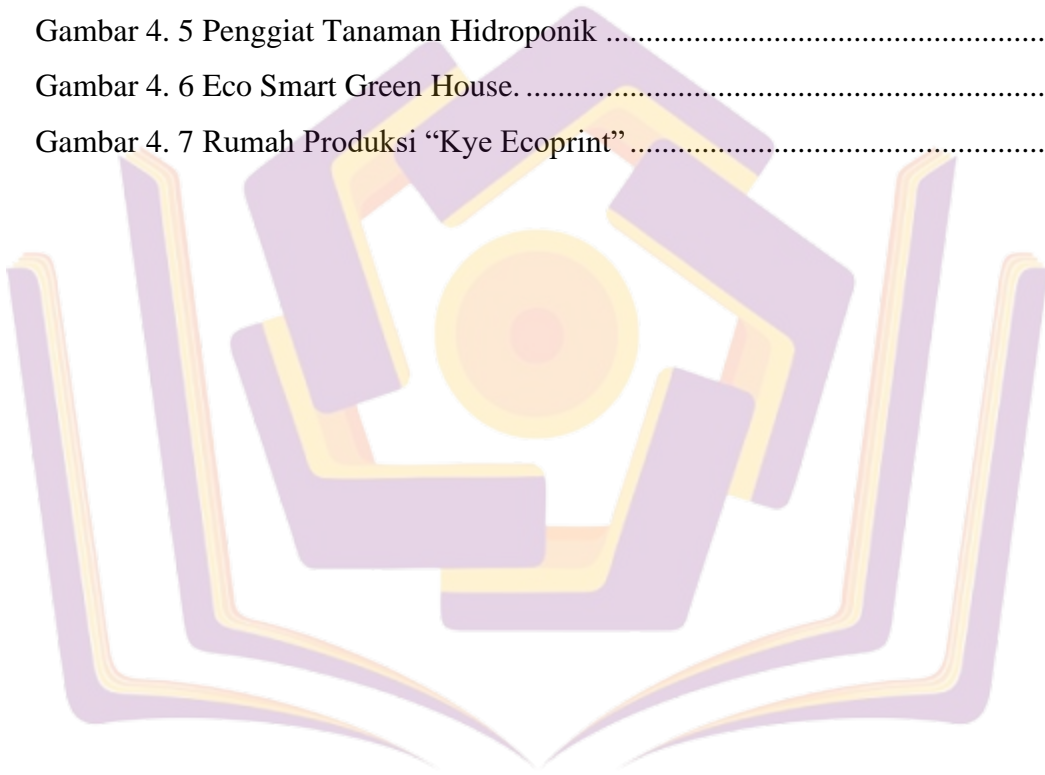 Gambar 4. 5 Penggiat Tanaman Hidroponik ........................................................
Gambar 4. 6 Eco Smart Green House. ..................................................................
Gambar 4. 7 Rumah Produksi “Kye Ecoprint” .....................................................